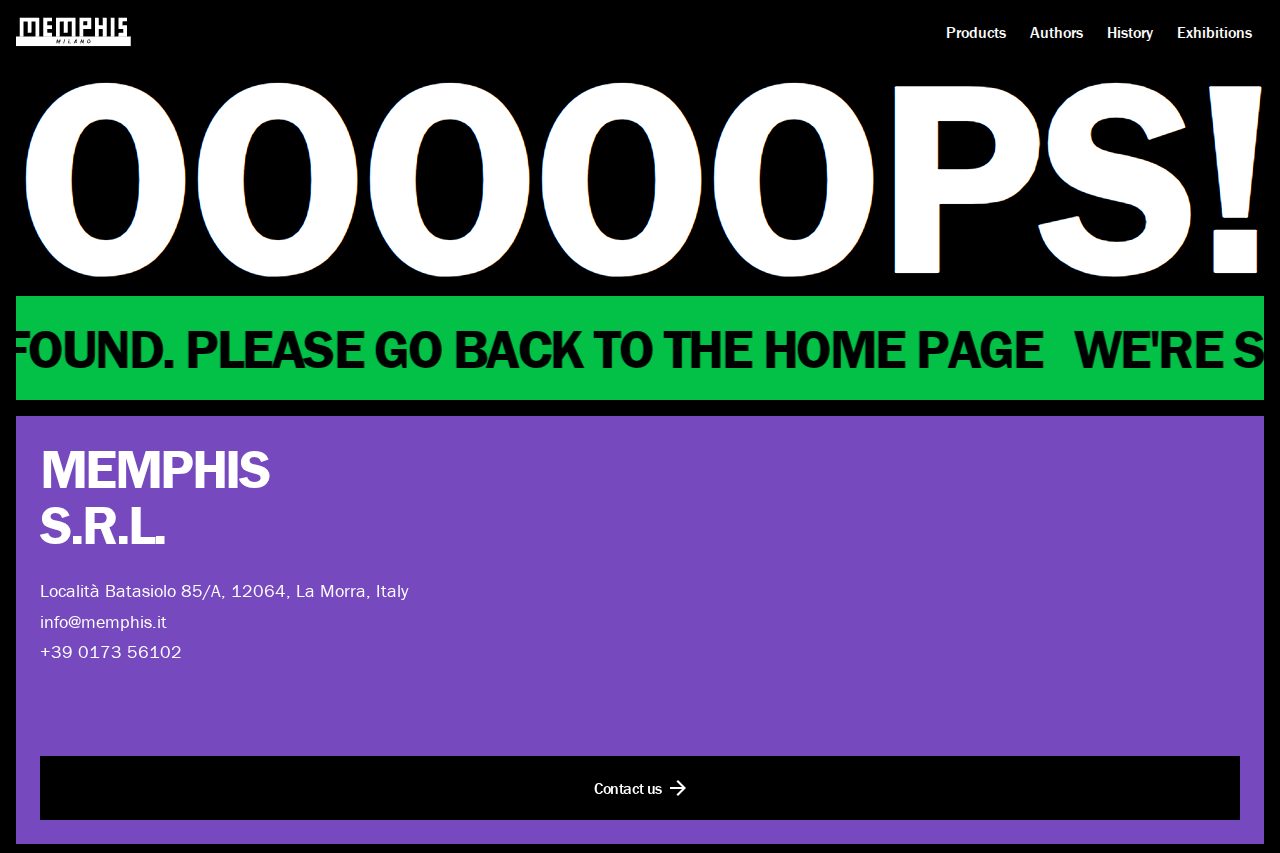 MEMPHIS
MILANO
Products
Authors
History
Exhibitions
OOOOOPS!
FOUND. PLEASE GO BACK TO THE HOME PAGE WE'RE S
MEMPHIS
S.R.L.
Località Batasiolo 85/A, 12064, La Morra, Italy
info@memphis.it
+39 0173 56102
Contact us